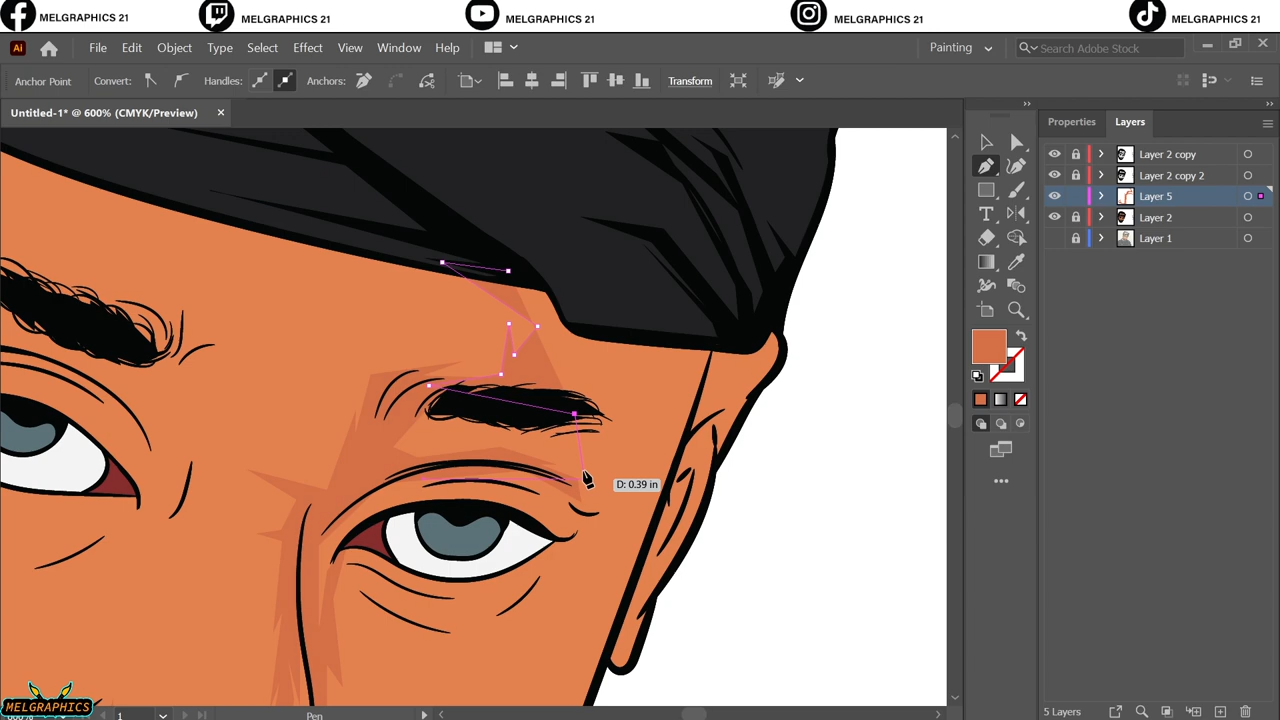 MELGRAPHICS 21 MELGRAPHICS 21 MELGRAPHICS 21 MELGRAPHICS 21 MELGRAPHICS 21
Ai File Edit Object Type Select Effect View Window Help Painting Search Adobe Stock
Anchor Point Convert: Handles: Anchors: Transform
Untitled-1* @ 600% (CMYK/Preview)
Properties Layers
Layer 2 copy
Layer 2 copy 2
Layer 5
Layer 2
Layer 1
D: 0.39 in
MELGRAPHICS
1 Pen 5 Layers